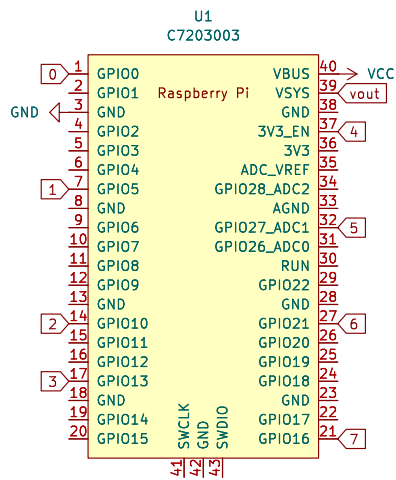 U1
C7203003
0 1 GPIO0 VBUS 40 VCC
2 GPIO1 Raspberry Pi VSYS 39 vout
GND 3 GND GND 38
4 GPIO2 3V3_EN 37 4
5 GPIO3 3V3 36
6 GPIO4 ADC_VREF 35
1 7 GPIO5 GPIO28_ADC2 34
8 GND AGND 33
9 GPIO6 GPIO27_ADC1 32 5
10 GPIO7 GPIO26_ADC0 31
11 GPIO8 RUN 30
12 GPIO9 GPIO22 29
13 GND GND 28
2 14 GPIO10 GPIO21 27 6
15 GPIO11 GPIO20 26
16 GPIO12 GPIO19 25
3 17 GPIO13 GPIO18 24
18 GND GND 23
19 GPIO14 GPIO17 22
20 GPIO15 GPIO16 21 7
SWCLK GND SWDIO
41 42 43